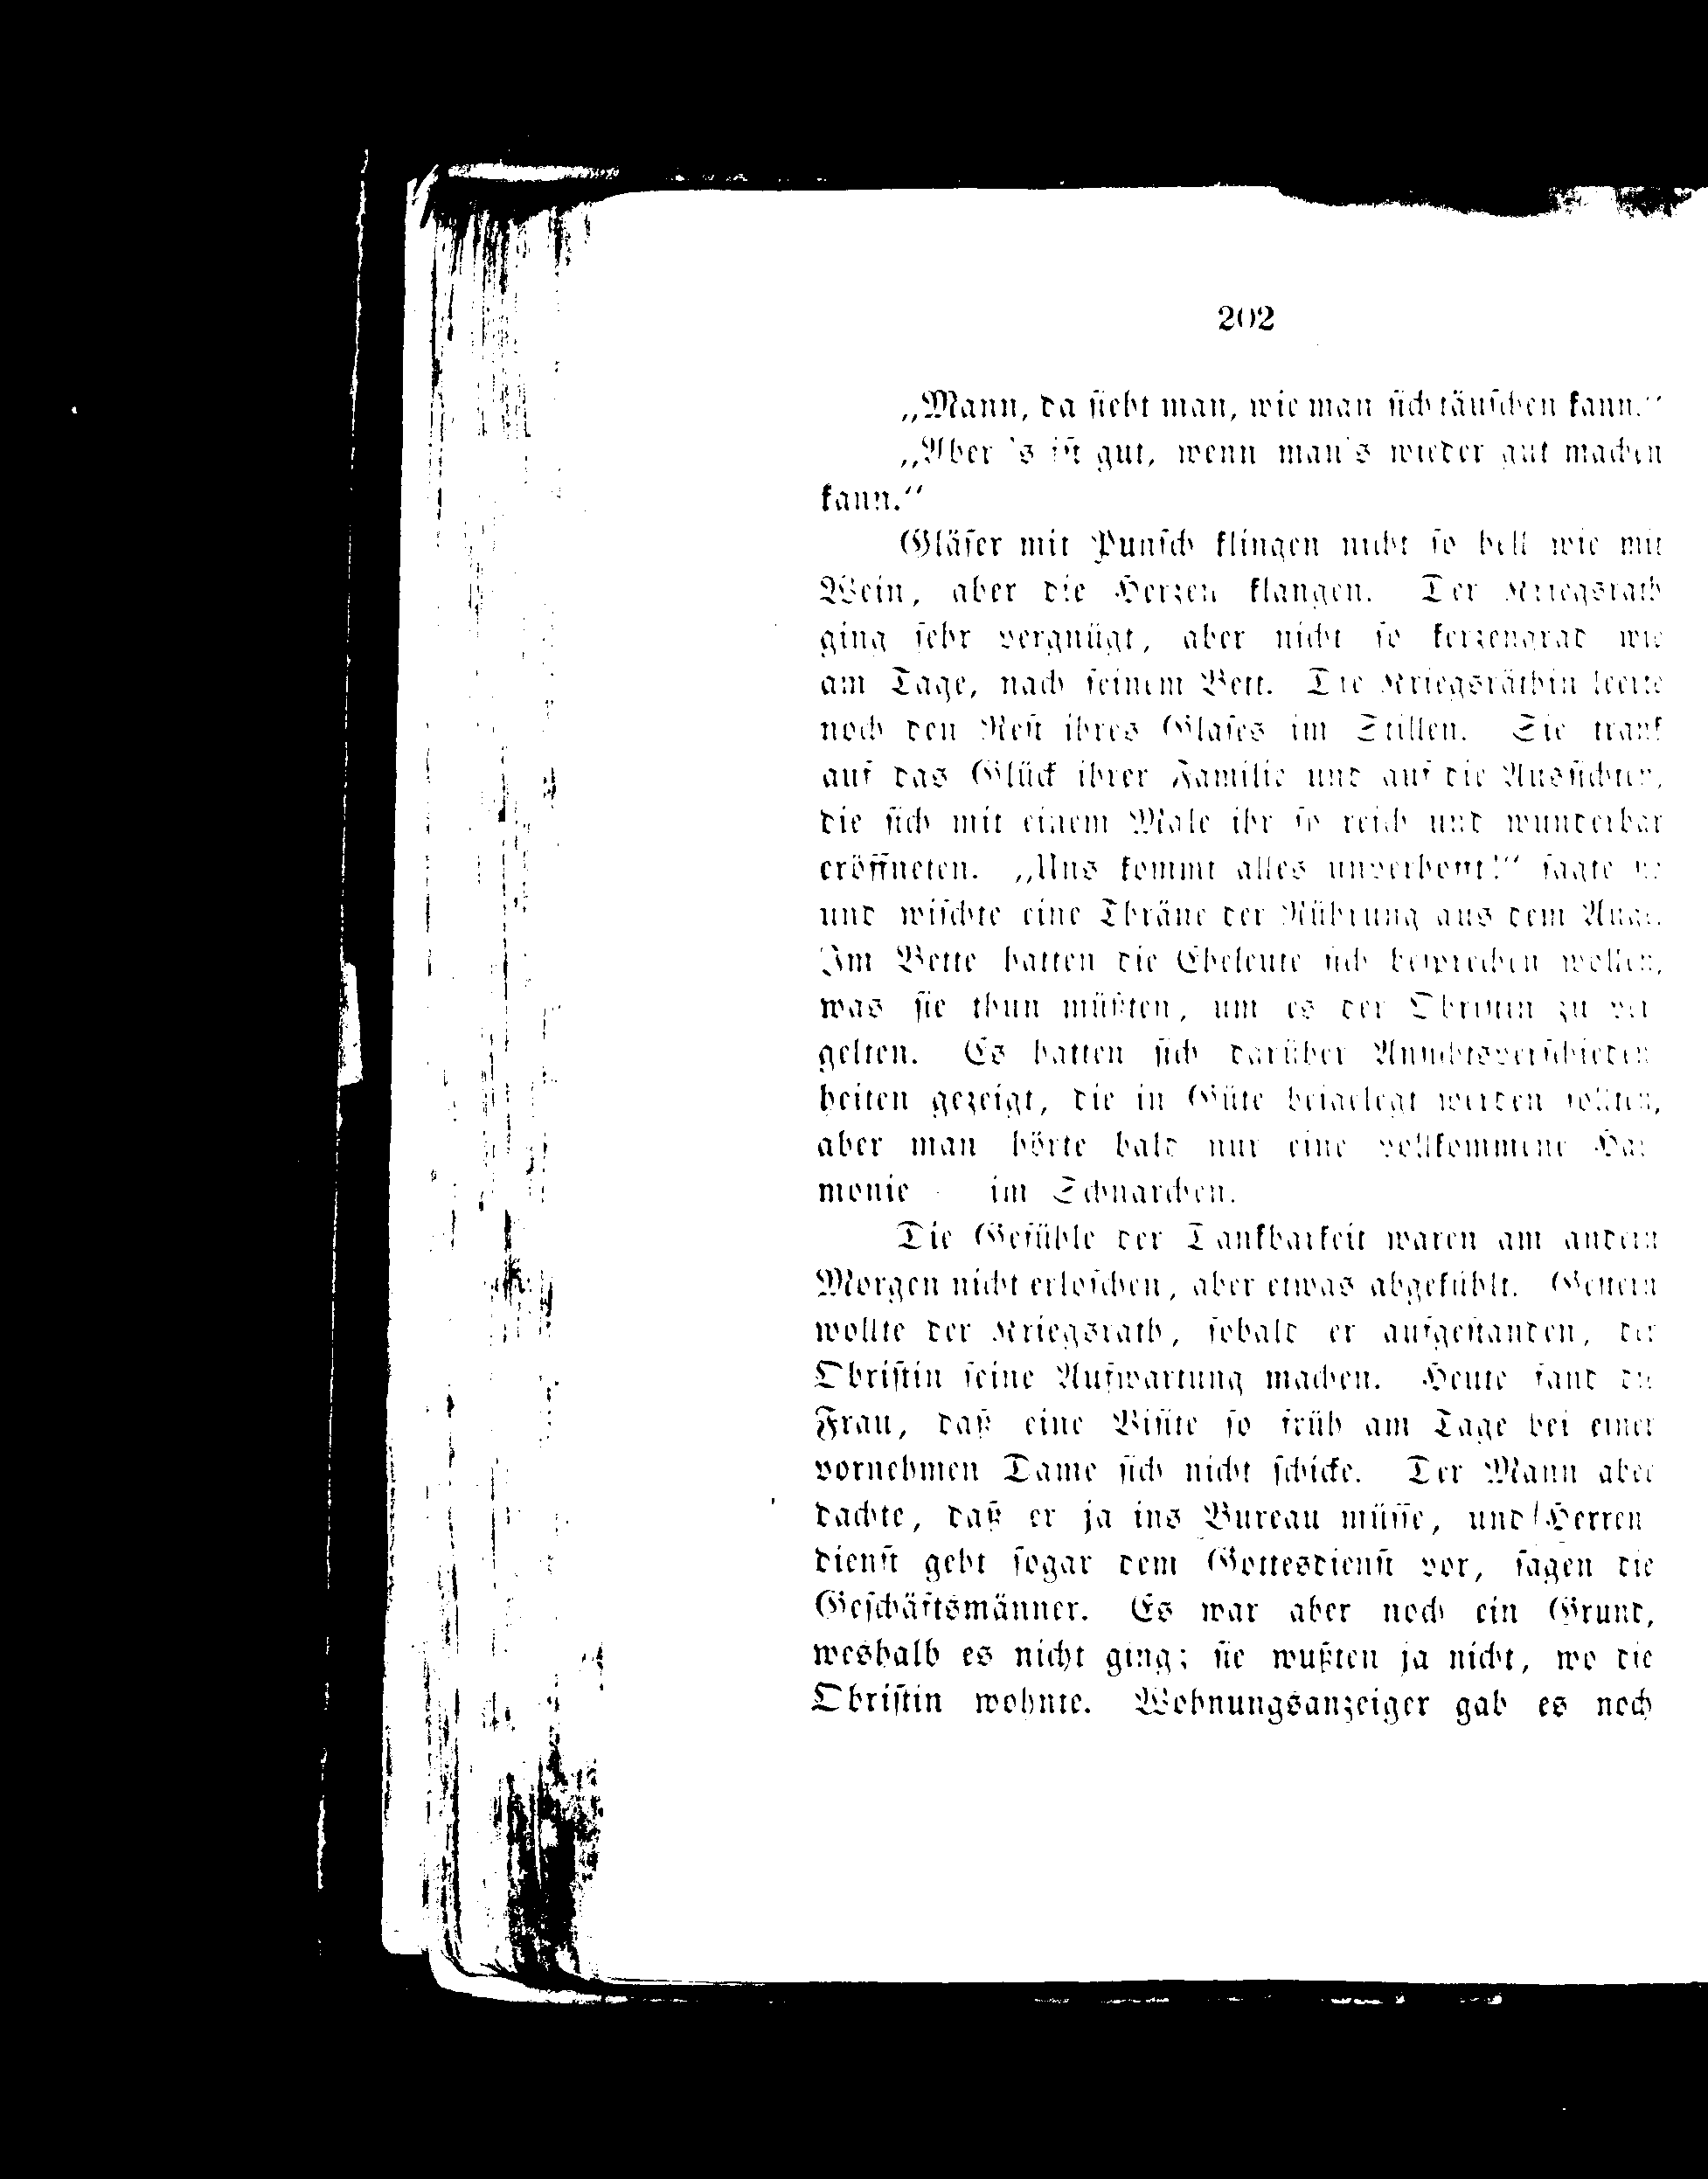 202
„Mann, da sieht man, wie man sich täuschen kann.“
„Aber 's ist gut, wenn man's wieder gut machen
kann.“
Gläser mit Punsch klingen nicht so hell wie mit
Wein, aber die Herzen klangen. Der Kriegsrath
ging sehr vergnügt, aber nicht so kerzengrad wie
am Tage, nach seinem Bett. Die Kriegsräthin leerte
noch den Rest ihres Glases im Stillen. Sie trank
auf das Glück ihrer Familie und auf die Aussichten,
die sich mit einem Male ihr so reich und wunderbar
eröffneten. „Uns kommt alles unverhofft!“ sagte sie
und wischte eine Thräne der Rührung aus dem Auge.
Im Bette hatten die Eheleute sich besprechen wollen,
was sie thun müßten, um es der Obristin zu ver
gelten. Es hatten sich darüber Ansichtsverschieden
heiten gezeigt, die in Güte beigelegt werden sollten,
aber man hörte bald nur eine vollkommene Har
monie - im Schnarchen.
Die Gefühle der Dankbarkeit waren am andern
Morgen nicht erloschen, aber etwas abgekühlt. Gestern
wollte der Kriegsrath, sobald er aufgestanden, der
Obristin seine Aufwartung machen. Heute fand die
Frau, daß eine Visite so früh am Tage bei einer
vornehmen Dame sich nicht schicke. Der Mann aber
dachte, daß er ja ins Bureau müsse, und Herren
dienst geht sogar dem Gottesdienst vor, sagen die
Geschäftsmänner. Es war aber noch ein Grund,
weshalb es nicht ging; sie wußten ja nicht, wo die
Obristin wohnte. Wohnungsanzeiger gab es noch